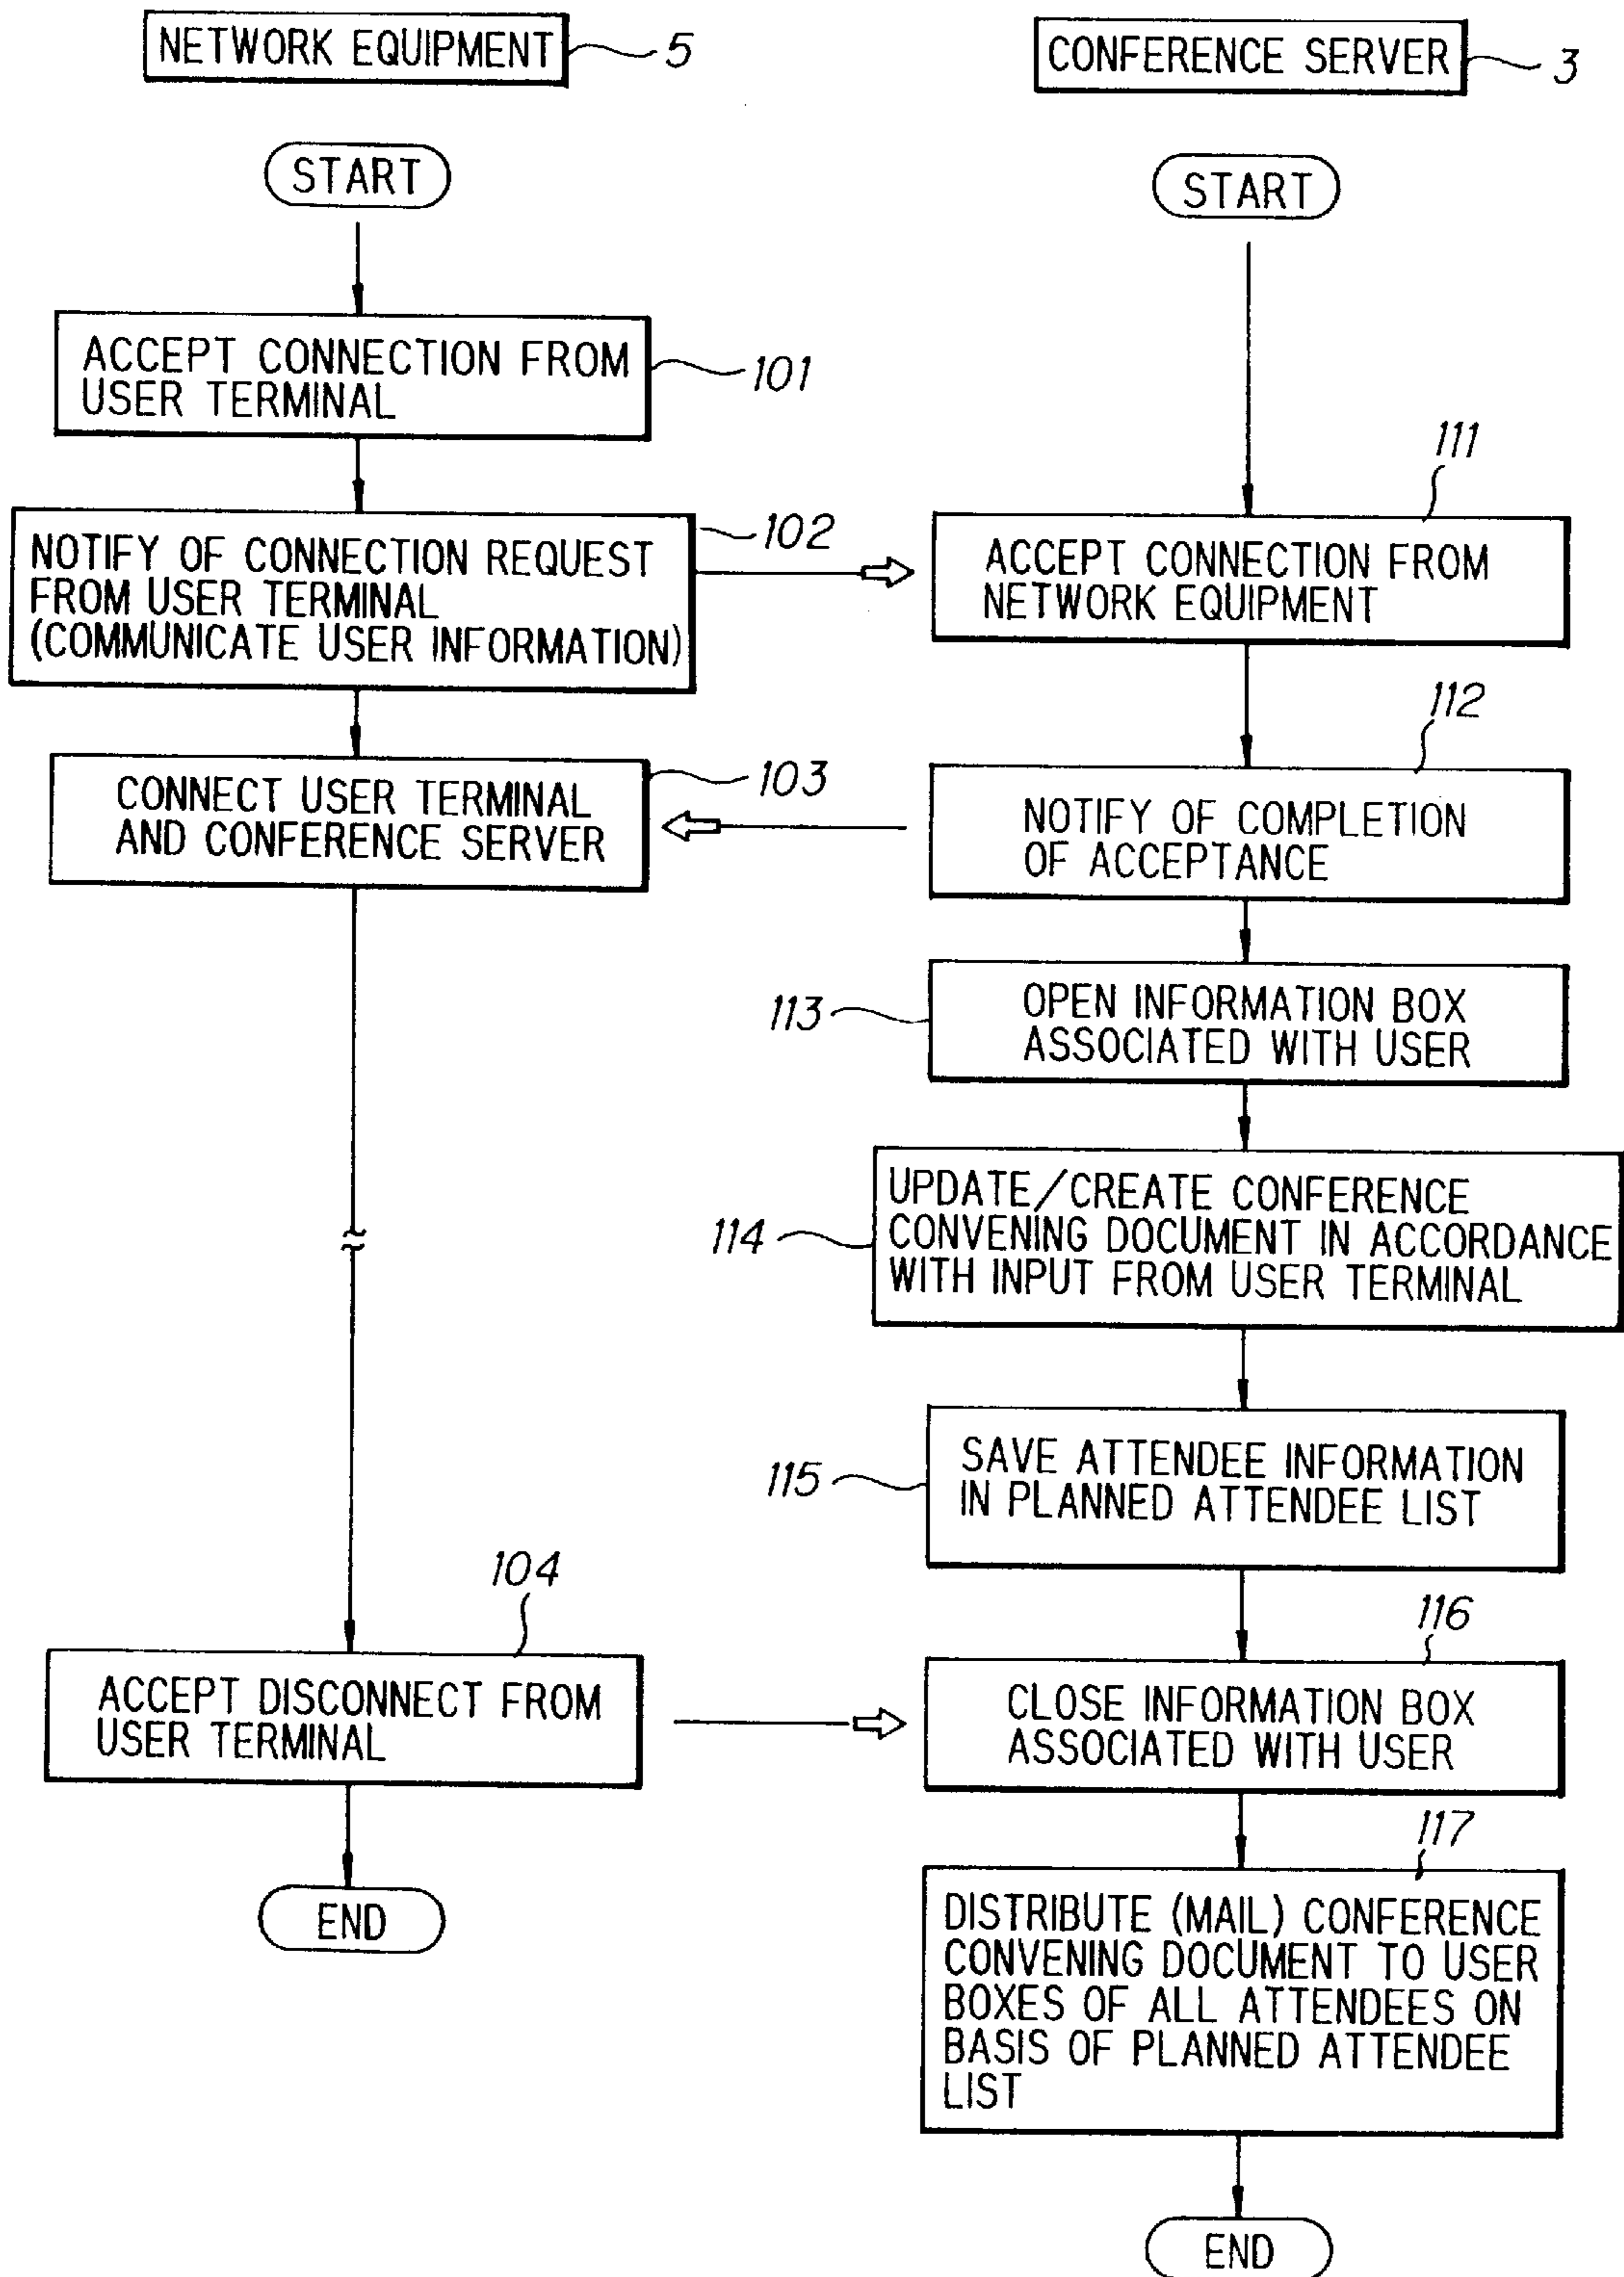 NETWORK EQUIPMENT
5
CONFERENCE SERVER
3
START
START
ACCEPT CONNECTION FROM
USER TERMINAL
101
111
NOTIFY OF CONNECTION REQUEST
FROM USER TERMINAL
(COMMUNICATE USER INFORMATION)
102
ACCEPT CONNECTION FROM
NETWORK EQUIPMENT
112
CONNECT USER TERMINAL
AND CONFERENCE SERVER
103
NOTIFY OF COMPLETION
OF ACCEPTANCE
113
OPEN INFORMATION BOX
ASSOCIATED WITH USER
114
UPDATE/CREATE CONFERENCE
CONVENING DOCUMENT IN ACCORDANCE
WITH INPUT FROM USER TERMINAL
115
SAVE ATTENDEE INFORMATION
IN PLANNED ATTENDEE LIST
104
116
ACCEPT DISCONNECT FROM
USER TERMINAL
CLOSE INFORMATION BOX
ASSOCIATED WITH USER
117
END
DISTRIBUTE (MAIL) CONFERENCE
CONVENING DOCUMENT TO USER
BOXES OF ALL ATTENDEES ON
BASIS OF PLANNED ATTENDEE
LIST
END